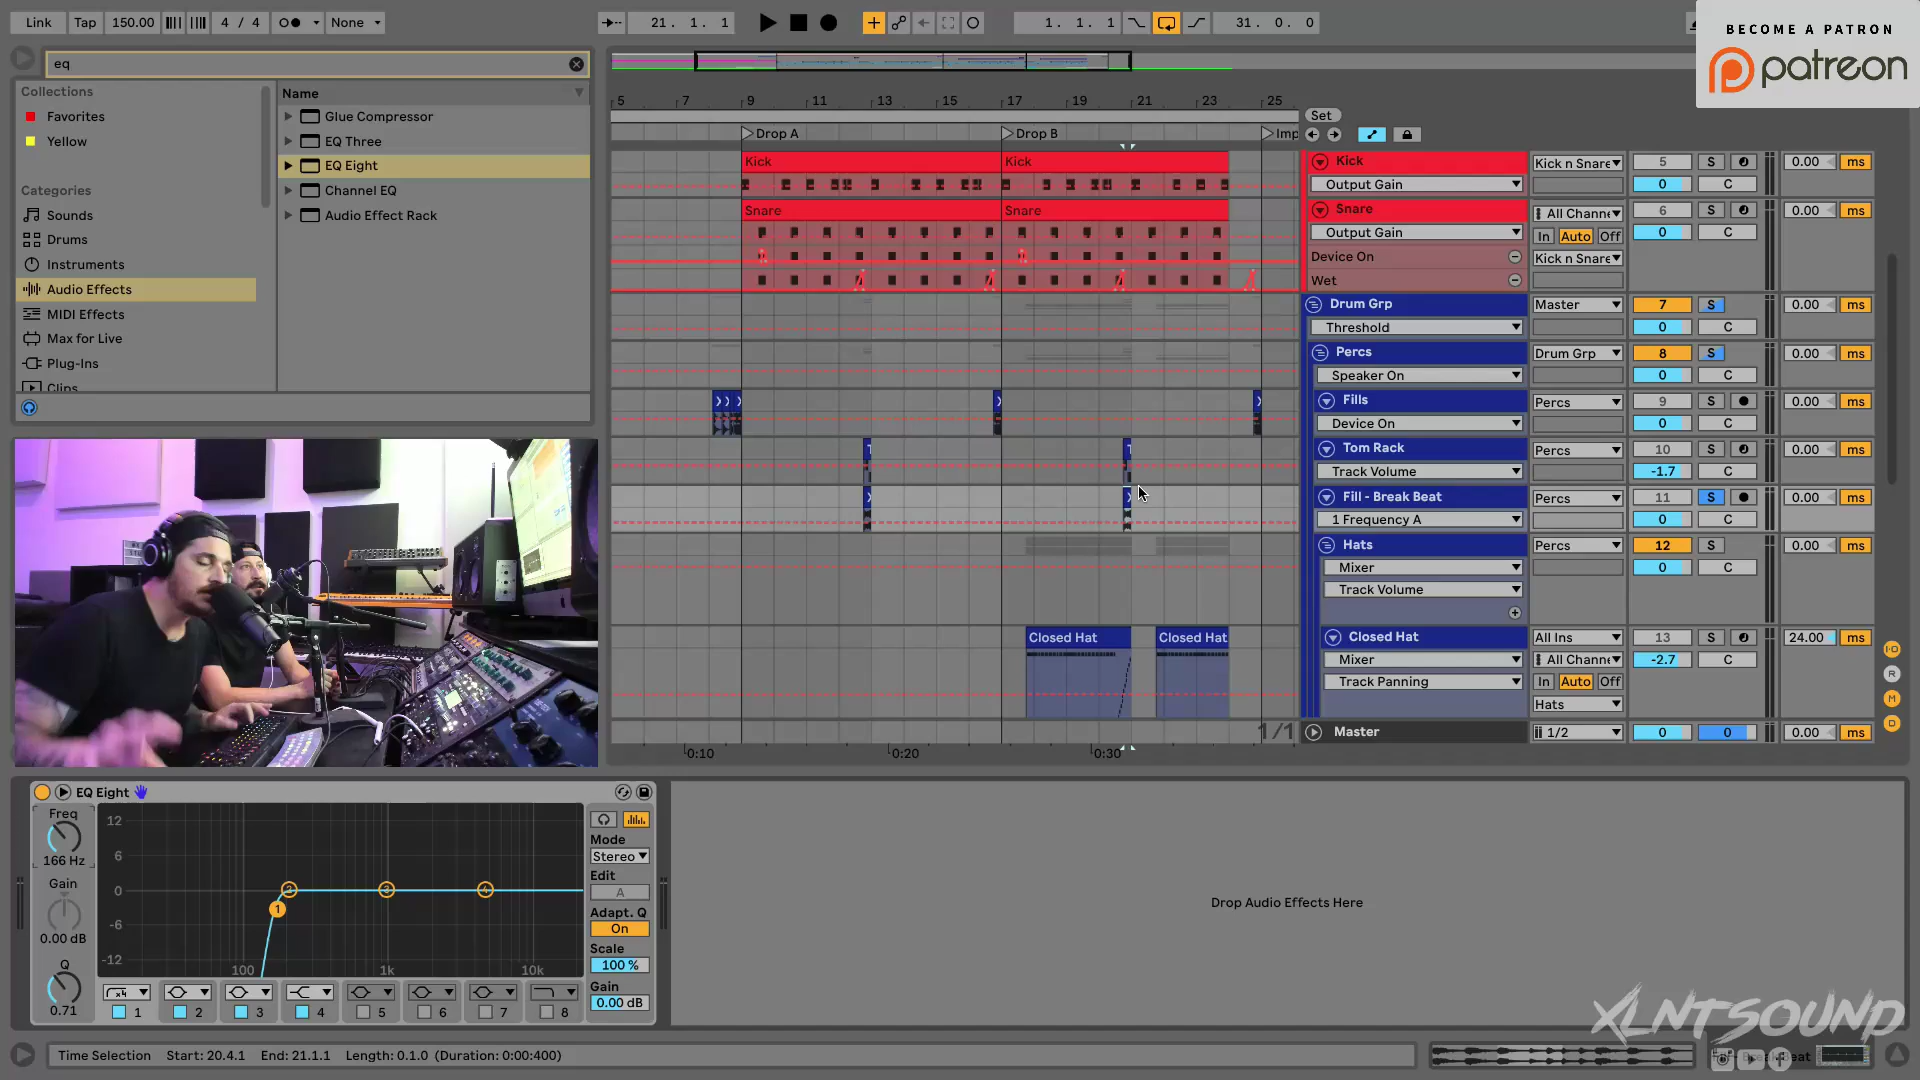 Link Tap 150.00 4 / 4 None 21. 1. 1 1. 1. 1 31. 0. 0
BECOME A PATRON
patreon
eq
Collections
Favorites
Yellow
Categories
Sounds
Drums
Instruments
Audio Effects
MIDI Effects
Max for Live
Plug-Ins
Clips
Name
Glue Compressor
EQ Three
EQ Eight
Channel EQ
Audio Effect Rack
5 7 9 11 13 15 17 19 21 23 25
Set
Drop A Drop B Imp
Kick Kick
Snare Snare
Closed Hat Closed Hat
1/1
0:10 0:20 0:30
Kick Kick n Snare 5 S 0.00 ms
Output Gain 0 C
Snare All Channe 6 S 0.00 ms
Output Gain In Auto Off 0 C
Device On Kick n Snare
Wet
Drum Grp Master 7 S 0.00 ms
Threshold 0 C
Percs Drum Grp 8 S 0.00 ms
Speaker On 0 C
Fills Percs 9 S 0.00 ms
Device On 0 C
Tom Rack Percs 10 S 0.00 ms
Track Volume -1.7 C
Fill - Break Beat Percs 11 S 0.00 ms
1 Frequency A 0 C
Hats Percs 12 S 0.00 ms
Mixer 0 C
Track Volume
Closed Hat All Ins 13 S 24.00 ms
Mixer All Channe -2.7 C
Track Panning In Auto Off
Hats
Master 1/2 0 0 0.00 ms
R
M
D
EQ Eight
Freq
166 Hz
Gain
0.00 dB
Q
0.71
12
6
0
-6
-12
100 1k 10k
1 2 3 4
1 2 3 4 5 6 7 8
x4
Mode
Stereo
Edit
A
Adapt. Q
On
Scale
100 %
Gain
0.00 dB
Drop Audio Effects Here
XLNTSOUND
Time Selection Start: 20.4.1 End: 21.1.1 Length: 0.1.0 (Duration: 0:00:400)